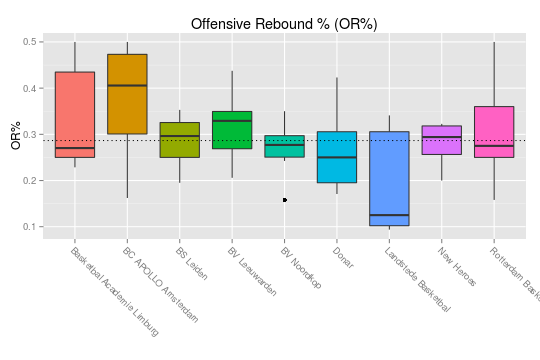 Offensive Rebound % (OR%)
OR%
0.5
0.4
0.3
0.2
0.1
Basketbal Academie Limburg
BC APOLLO Amsterdam
BS Leiden
BV Leeuwarden
BV Noordkop
Donar
Landstede Basketbal
New Heroes
Rotterdam